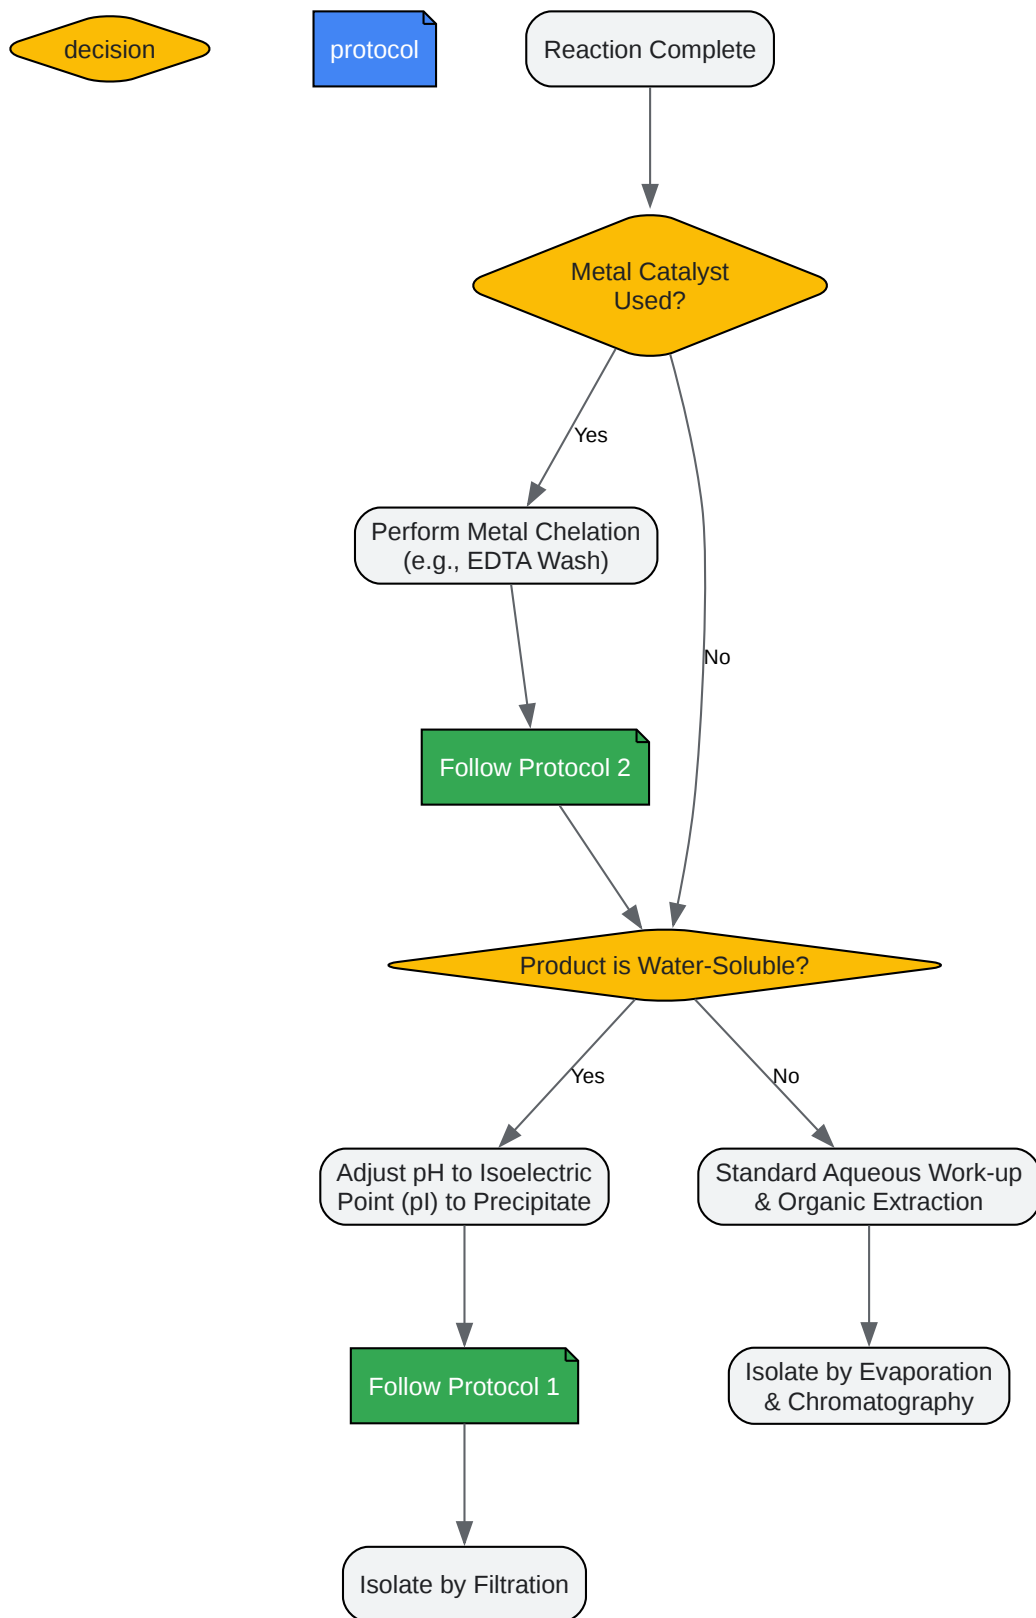 decision
protocol
Reaction Complete
Metal Catalyst
Used?
Yes
Perform Metal Chelation
(e.g., EDTA Wash)
No
Follow Protocol 2
Product is Water-Soluble?
Yes
No
Adjust pH to Isoelectric
Point (pI) to Precipitate
Standard Aqueous Work-up
& Organic Extraction
Follow Protocol 1
Isolate by Evaporation
& Chromatography
Isolate by Filtration